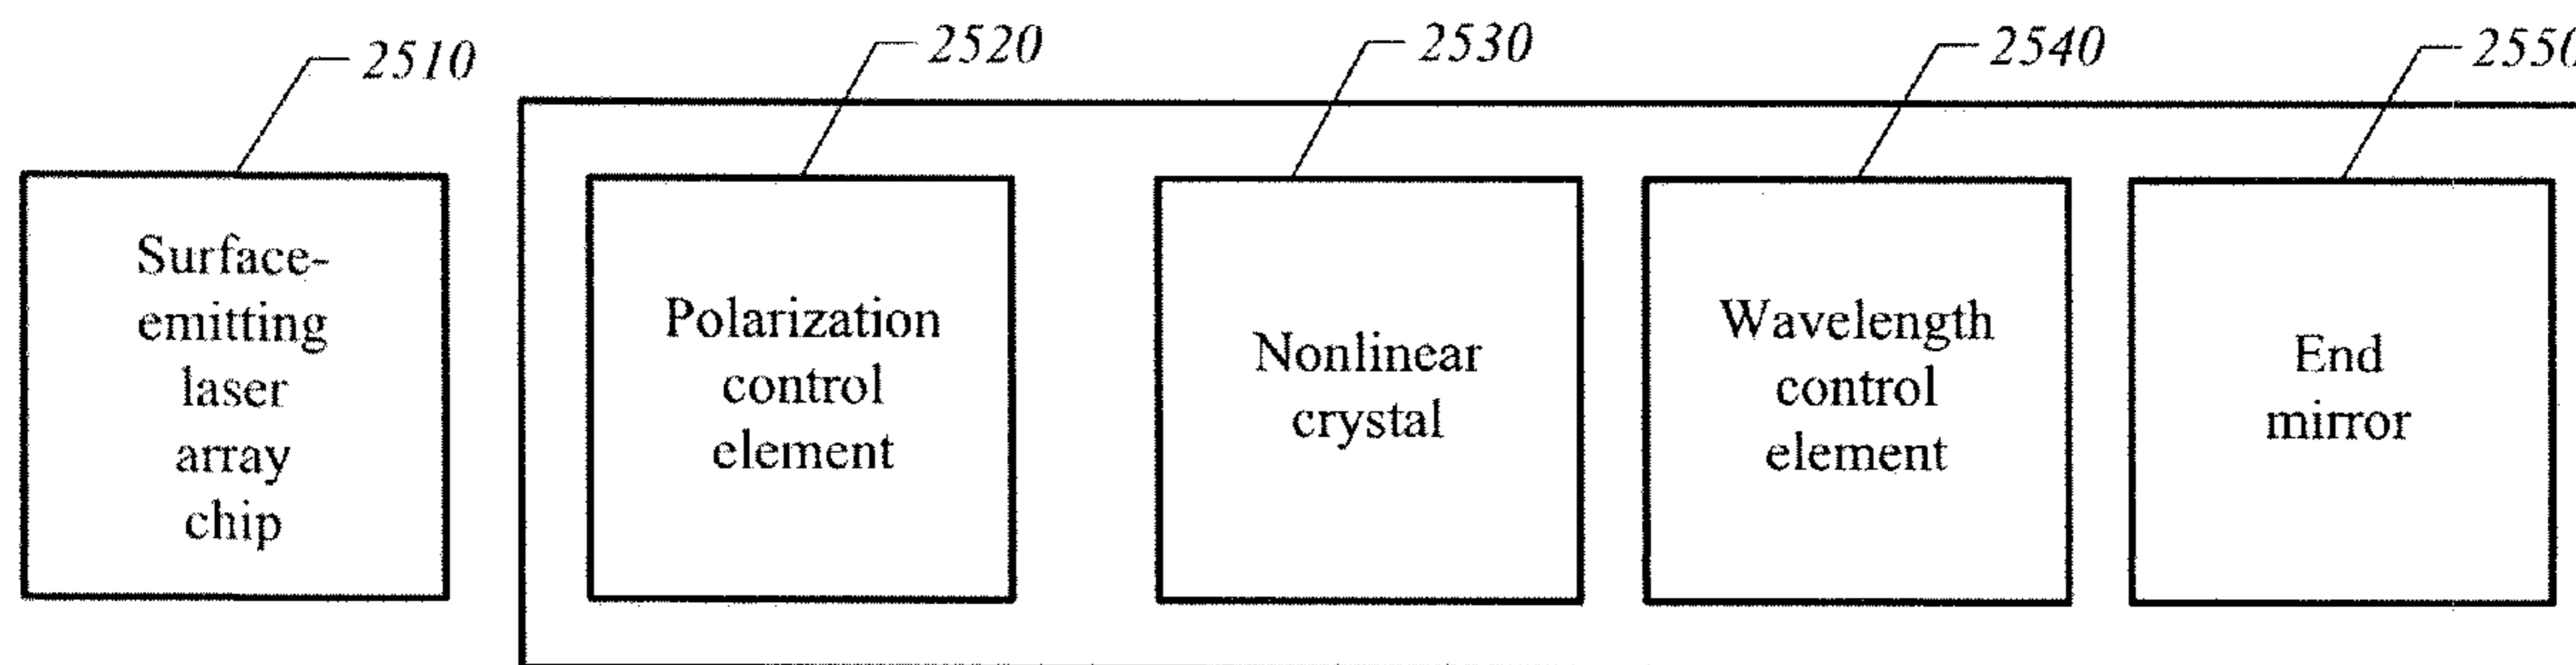 2510
2520
2530
2540
2550
Surface-
emitting
laser
array
chip
Polarization
control
element
Nonlinear
crystal
Wavelength
control
element
End
mirror